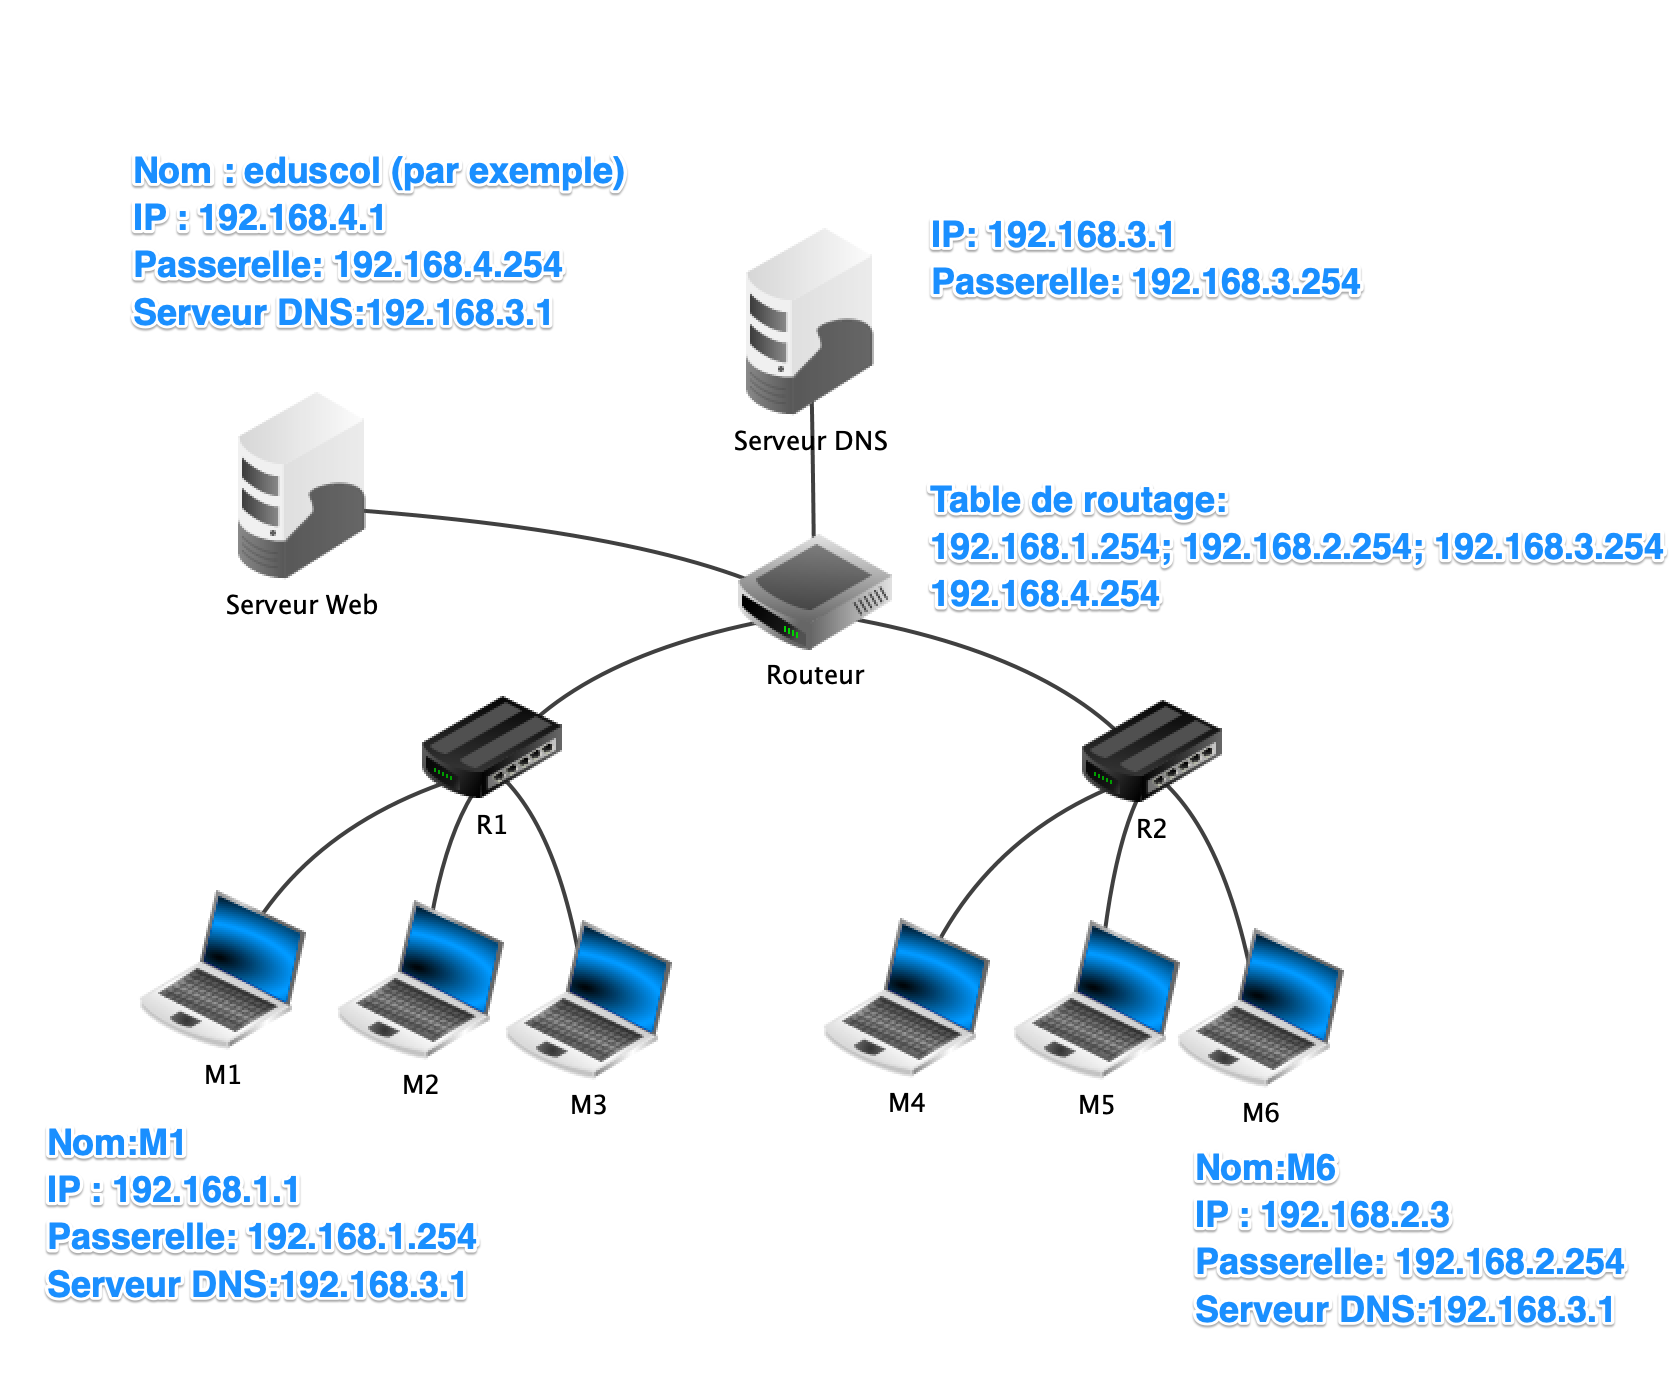 Nom : eduscol (par exemple)
IP : 192.168.4.1
Passerelle: 192.168.4.254
Serveur DNS:192.168.3.1
IP: 192.168.3.1
Passerelle: 192.168.3.254
Serveur DNS
Serveur Web
Table de routage:
192.168.1.254; 192.168.2.254; 192.168.3.254
192.168.4.254
Routeur
R1
R2
M1
M2
M3
M4
M5
M6
Nom:M1
IP : 192.168.1.1
Passerelle: 192.168.1.254
Serveur DNS:192.168.3.1
Nom:M6
IP : 192.168.2.3
Passerelle: 192.168.2.254
Serveur DNS:192.168.3.1